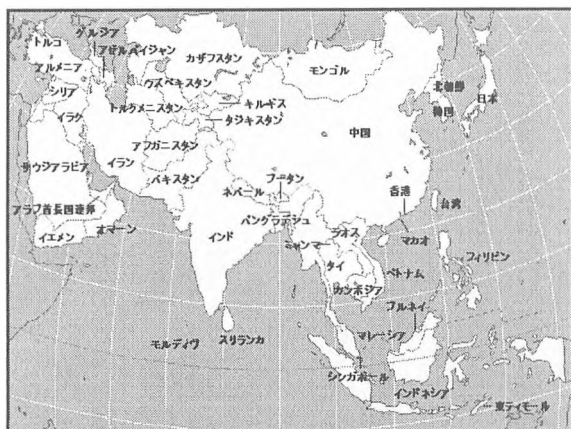 グルジア
トルコ
アゼルバイジャン
カザフスタン
モンゴル
アルメニア
ウズベキスタン
シリア
キルギス
北朝鮮
日本
イラク
トルクメニスタン
韓国
タジキスタン
中国
アフガニスタン
サウジアラビア
イラン
パキスタン
ブータン
ネパール
香港
アラブ首長国連邦
バングラデシュ
台湾
オマーン
インド
ラオス
イエメン
ミャンマー
マカオ
タイ
フィリピン
ベトナム
カンボジア
ブルネイ
モルディヴ
スリランカ
マレーシア
シンガポール
インドネシア
東ティモール